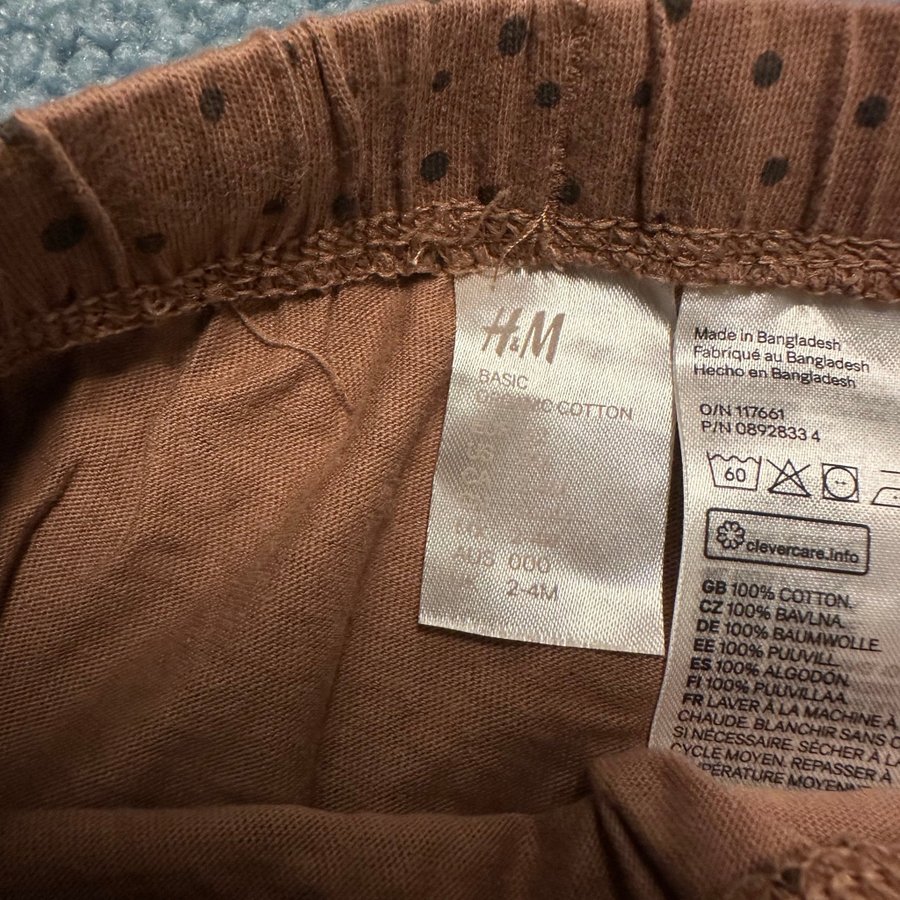 H&M
BASIC
ORGANIC COTTON
AUS 000
2-4M
Made in Bangladesh
Fabriqué au Bangladesh
Hecho en Bangladesh
O/N 117661
P/N 0892833 4
60
clevercare.info
GB 100% COTTON.
CZ 100% BAVLNA.
DE 100% BAUMWOLLE.
EE 100% PUUVILL.
ES 100% ALGODÓN.
FI 100% PUUVILLAA.
FR LAVER À LA MACHINE À
CHAUDE. BLANCHIR SANS
SI NÉCESSAIRE. SÉCHER À LA
CYCLE MOYEN. REPASSER À